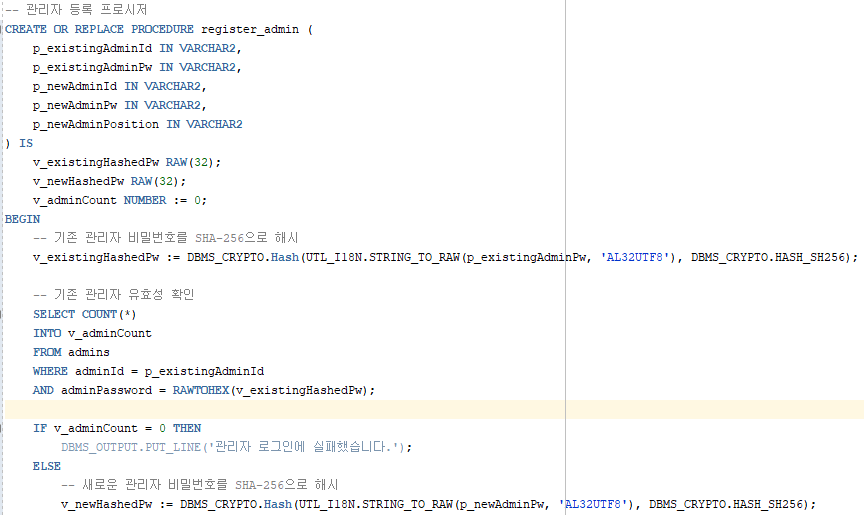 -- 관리자 등록 프로시저
CREATE OR REPLACE PROCEDURE register_admin (
    p_existingAdminId IN VARCHAR2,
    p_existingAdminPw IN VARCHAR2,
    p_newAdminId IN VARCHAR2,
    p_newAdminPw IN VARCHAR2,
    p_newAdminPosition IN VARCHAR2
) IS
    v_existingHashedPw RAW(32);
    v_newHashedPw RAW(32);
    v_adminCount NUMBER := 0;
BEGIN
    -- 기존 관리자 비밀번호를 SHA-256으로 해시
    v_existingHashedPw := DBMS_CRYPTO.Hash(UTL_I18N.STRING_TO_RAW(p_existingAdminPw, 'AL32UTF8'), DBMS_CRYPTO.HASH_SH256);
    -- 기존 관리자 유효성 확인
    SELECT COUNT(*)
    INTO v_adminCount
    FROM admins
    WHERE adminId = p_existingAdminId
    AND adminPassword = RAWTOHEX(v_existingHashedPw);
    IF v_adminCount = 0 THEN
        DBMS_OUTPUT.PUT_LINE('관리자 로그인에 실패했습니다.');
    ELSE
        -- 새로운 관리자 비밀번호를 SHA-256으로 해시
        v_newHashedPw := DBMS_CRYPTO.Hash(UTL_I18N.STRING_TO_RAW(p_newAdminPw, 'AL32UTF8'), DBMS_CRYPTO.HASH_SH256);